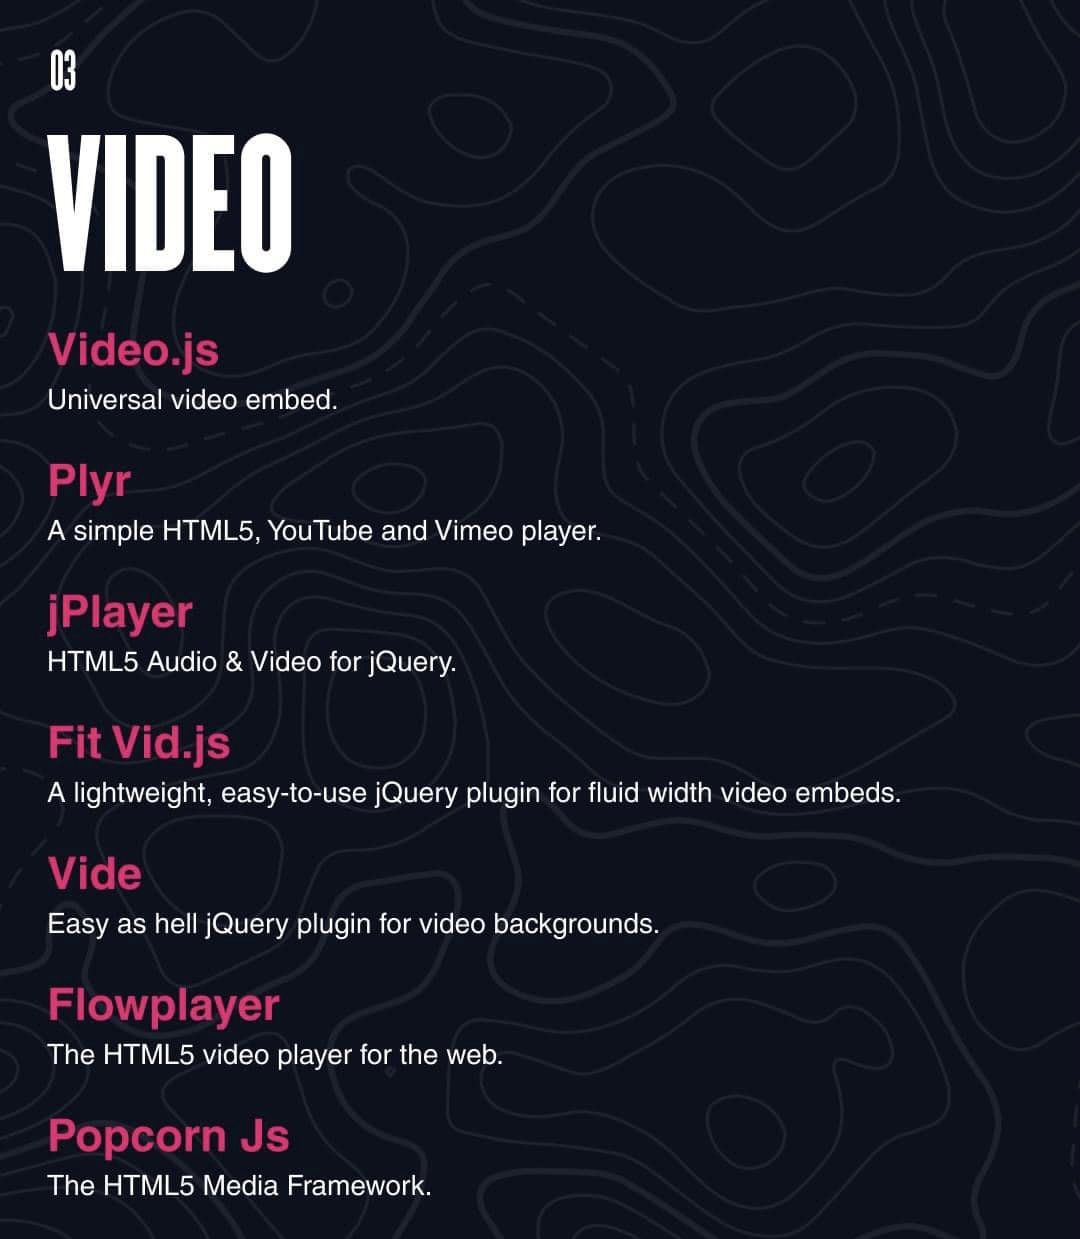 03
VIDEO
Video.js
Universal video embed.
Plyr
A simple HTML5, YouTube and Vimeo player.
jPlayer
HTML5 Audio & Video for jQuery.
Fit Vid.js
A lightweight, easy-to-use jQuery plugin for fluid width video embeds.
Vide
Easy as hell jQuery plugin for video backgrounds.
Flowplayer
The HTML5 video player for the web.
Popcorn Js
The HTML5 Media Framework.